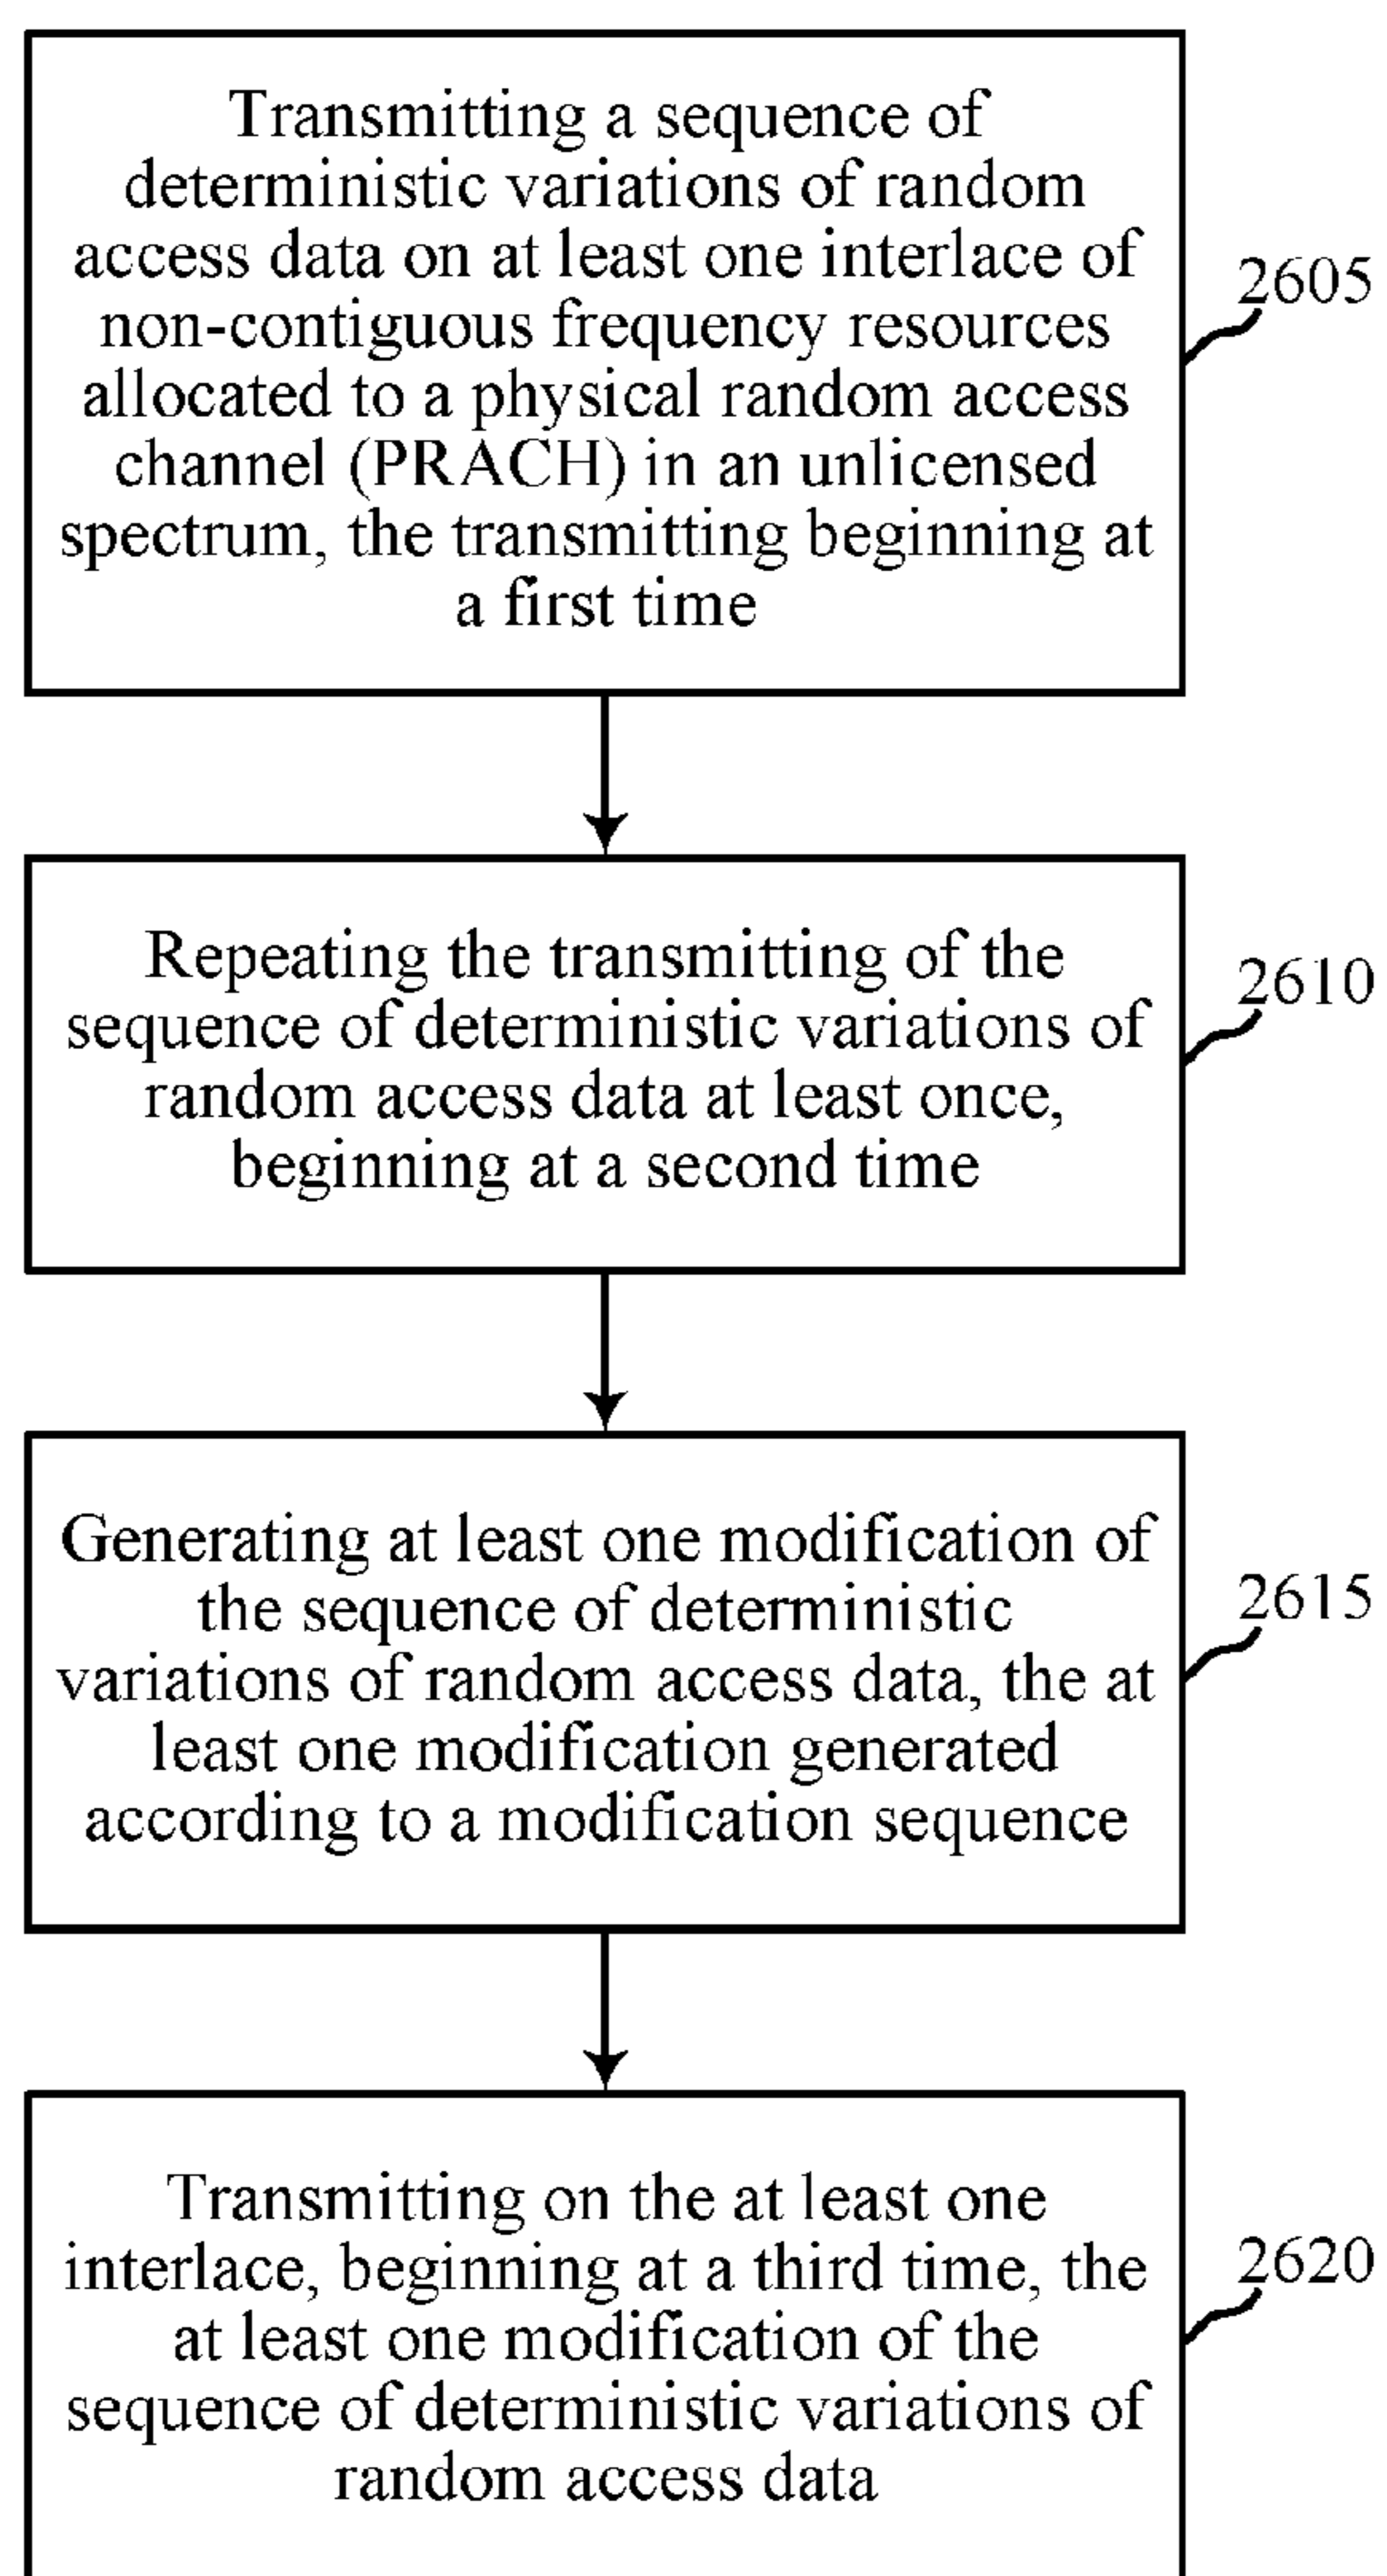 Transmitting a sequence of
deterministic variations of random
access data on at least one interlace of
non-contiguous frequency resources
allocated to a physical random access
channel (PRACH) in an unlicensed
spectrum, the transmitting beginning at
a first time
2605
Repeating the transmitting of the
sequence of deterministic variations of
random access data at least once,
beginning at a second time
2610
Generating at least one modification of
the sequence of deterministic
variations of random access data, the at
least one modification generated
according to a modification sequence
2615
Transmitting on the at least one
interlace, beginning at a third time, the
at least one modification of the
sequence of deterministic variations of
random access data
2620